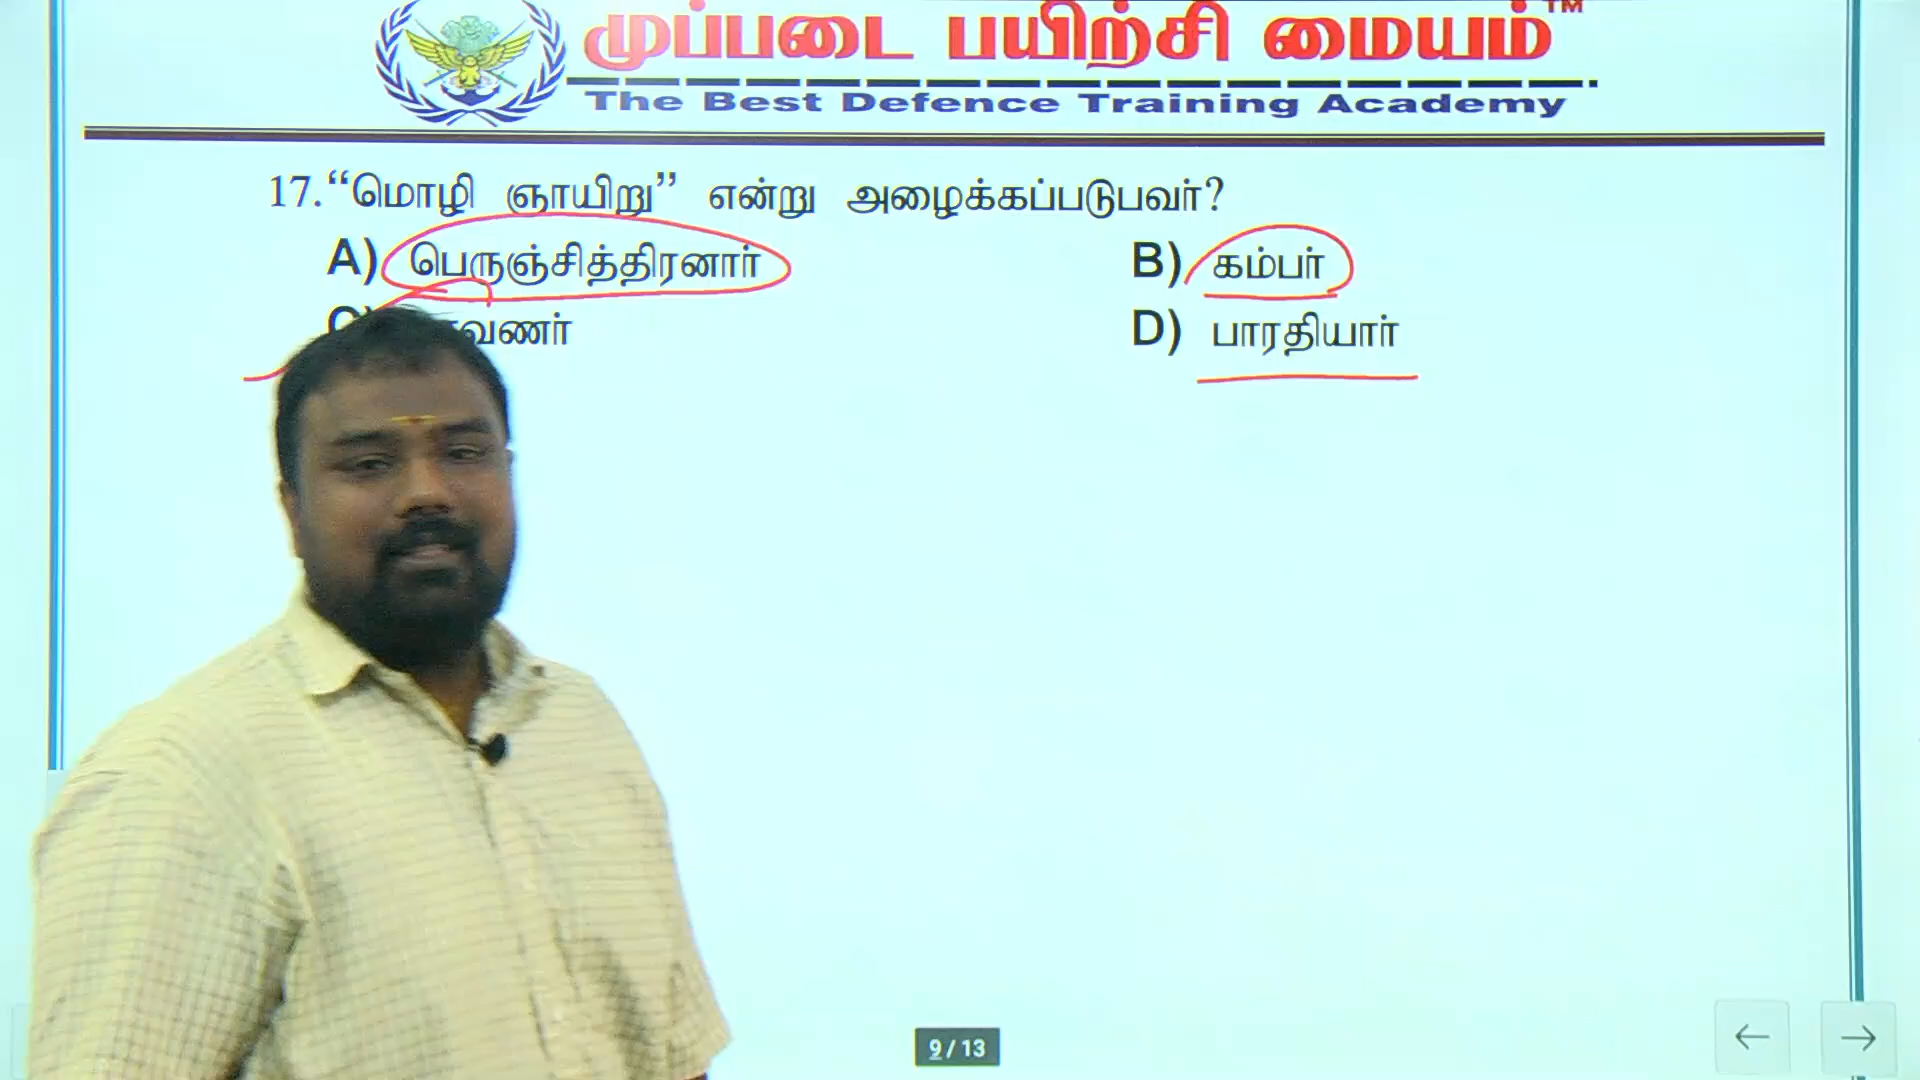 முப்படை பயிற்சி மையம்™
The Best Defence Training Academy
17. “மொழி ஞாயிறு” என்று அழைக்கப்படுபவர்?
A) பெருஞ்சித்திரனார்
B) கம்பர்
D) பாரதியார்
9 / 13